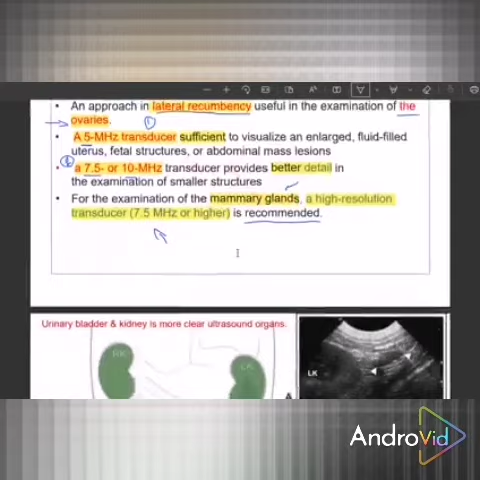 • An approach in lateral recumbency useful in the examination of the
ovaries.
①
• A 5-MHz transducer sufficient to visualize an enlarged, fluid-filled
uterus, fetal structures, or abdominal mass lesions
• a 7.5- or 10-MHz transducer provides better detail in
the examination of smaller structures
• For the examination of the mammary glands, a high-resolution
transducer (7.5 MHz or higher) is recommended.
Urinary bladder & kidney is more clear ultrasound organs.
RK
LK
LK
A
AndroVid